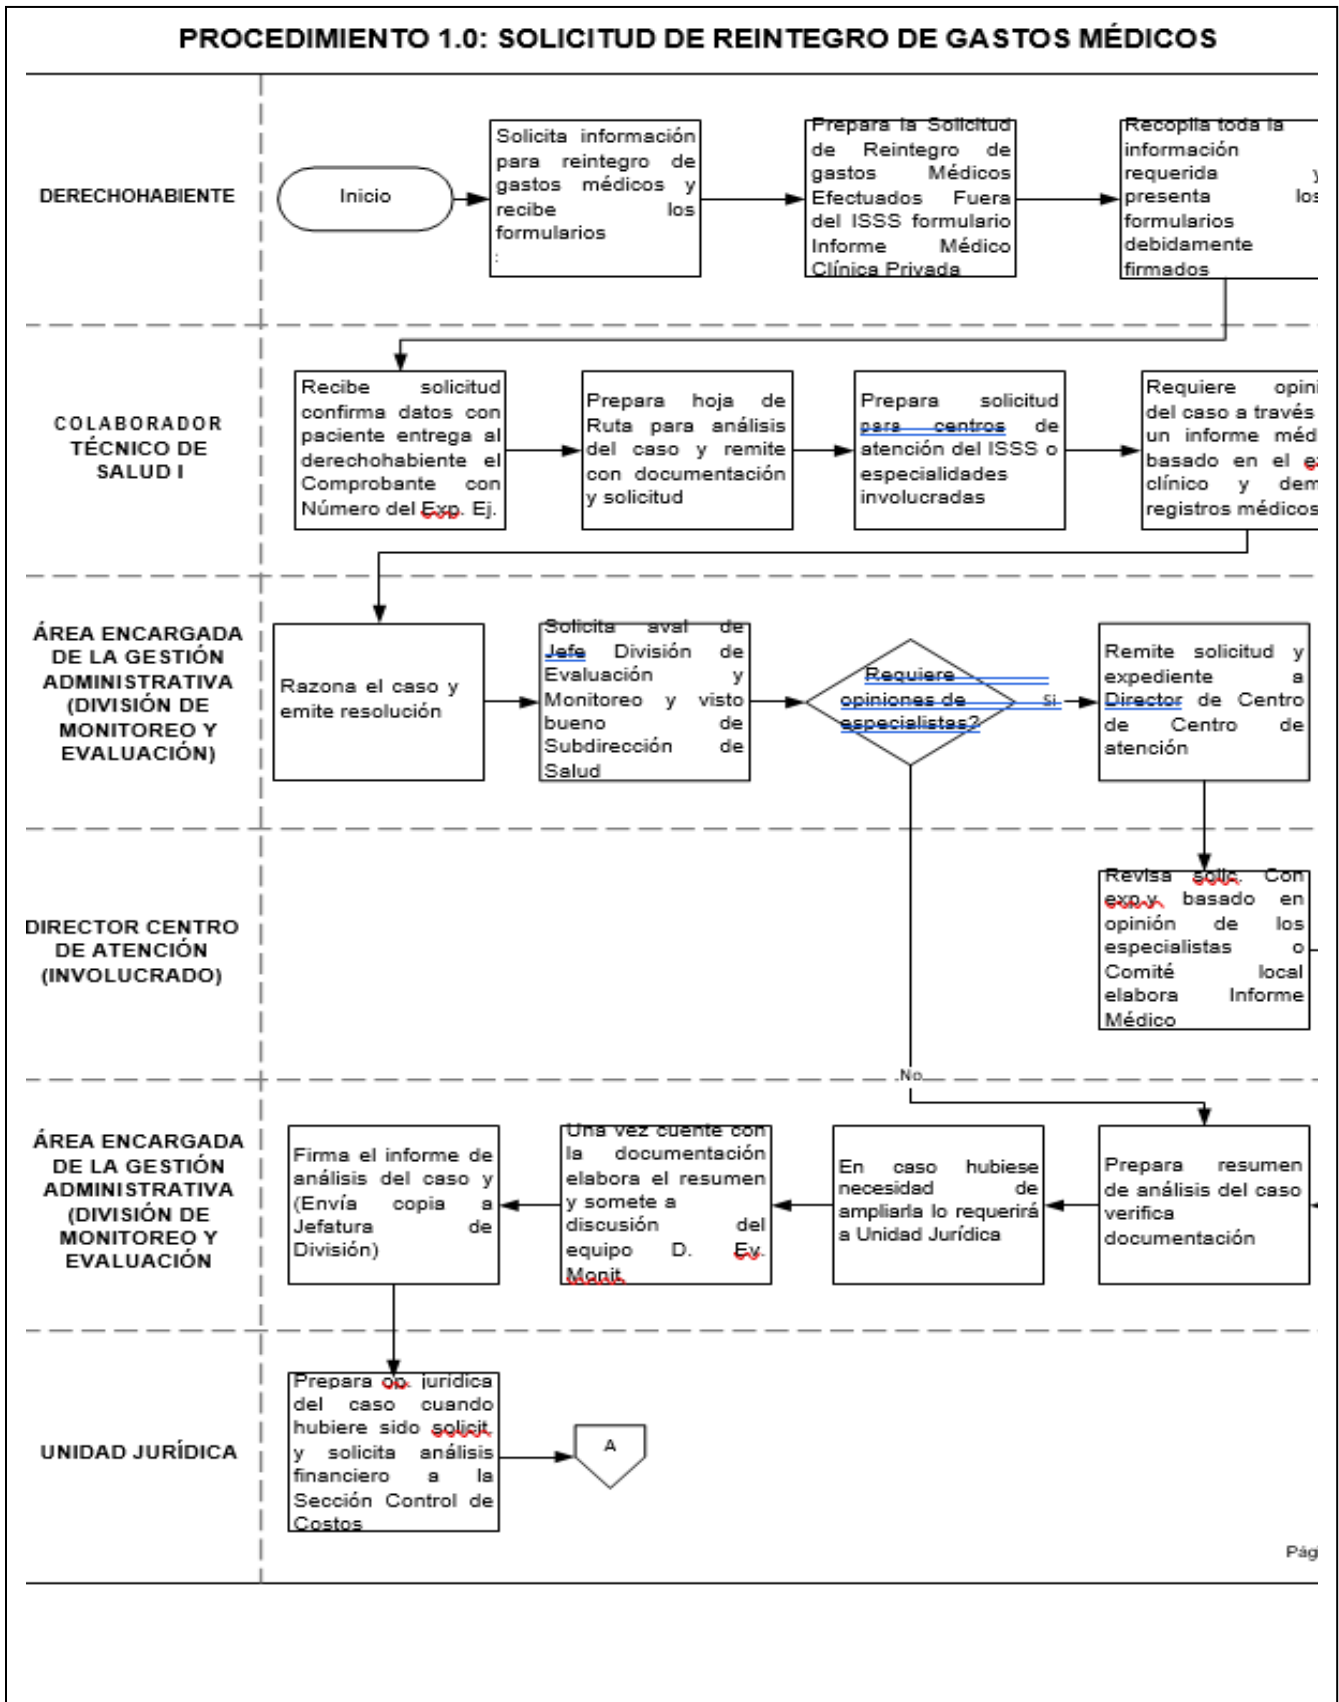 PROCEDIMIENTO 1.0: SOLICITUD DE REINTEGRO DE GASTOS MÉDICOS
DERECHOHABIENTE
Inicio
Solicita información
para reintegro de
gastos médicos y
recibe los
formularios
:
Prepara la Solicitud
de Reintegro de
gastos Médicos
Efectuados Fuera
del ISSS formulario
Informe Médico
Clínica Privada
Recopila toda la
información
requerida y
presenta los
formularios
debidamente
firmados
COLABORADOR
TÉCNICO DE
SALUD I
Recibe solicitud
confirma datos con
paciente entrega al
derechohabiente el
Comprobante con
Número del Exp. Ej.
Prepara hoja de
Ruta para análisis
del caso y remite
con documentación
y solicitud
Prepara solicitud
para centros de
atención del ISSS o
especialidades
involucradas
Requiere opini
del caso a través
un informe méd
basado en el e
clínico y dem
registros médicos
ÁREA ENCARGADA
DE LA GESTIÓN
ADMINISTRATIVA
(DIVISIÓN DE
MONITOREO Y
EVALUACIÓN)
Razona el caso y
emite resolución
Solicita aval de
Jefe División de
Evaluación y
Monitoreo y visto
bueno de
Subdirección de
Salud
Requiere
opiniones de
especialistas?
Si
Remite solicitud y
expediente a
Director de Centro
de Centro de
atención
DIRECTOR CENTRO
DE ATENCIÓN
(INVOLUCRADO)
Revisa solic. Con
exp.y. basado en
opinión de los
especialistas o
Comité local
elabora Informe
Médico
No
ÁREA ENCARGADA
DE LA GESTIÓN
ADMINISTRATIVA
(DIVISIÓN DE
MONITOREO Y
EVALUACIÓN
Firma el informe de
análisis del caso y
(Envía copia a
Jefatura de
División)
Una vez cuente con
la documentación
elabora el resumen
y somete a
discusión del
equipo D. Ev.
Monit.
En caso hubiese
necesidad de
ampliarla lo requerirá
a Unidad Jurídica
Prepara resumen
de análisis del caso
verifica
documentación
UNIDAD JURÍDICA
Prepara op. jurídica
del caso cuando
hubiere sido solicit.
y solicita análisis
financiero a la
Sección Control de
Costos
A
Pági